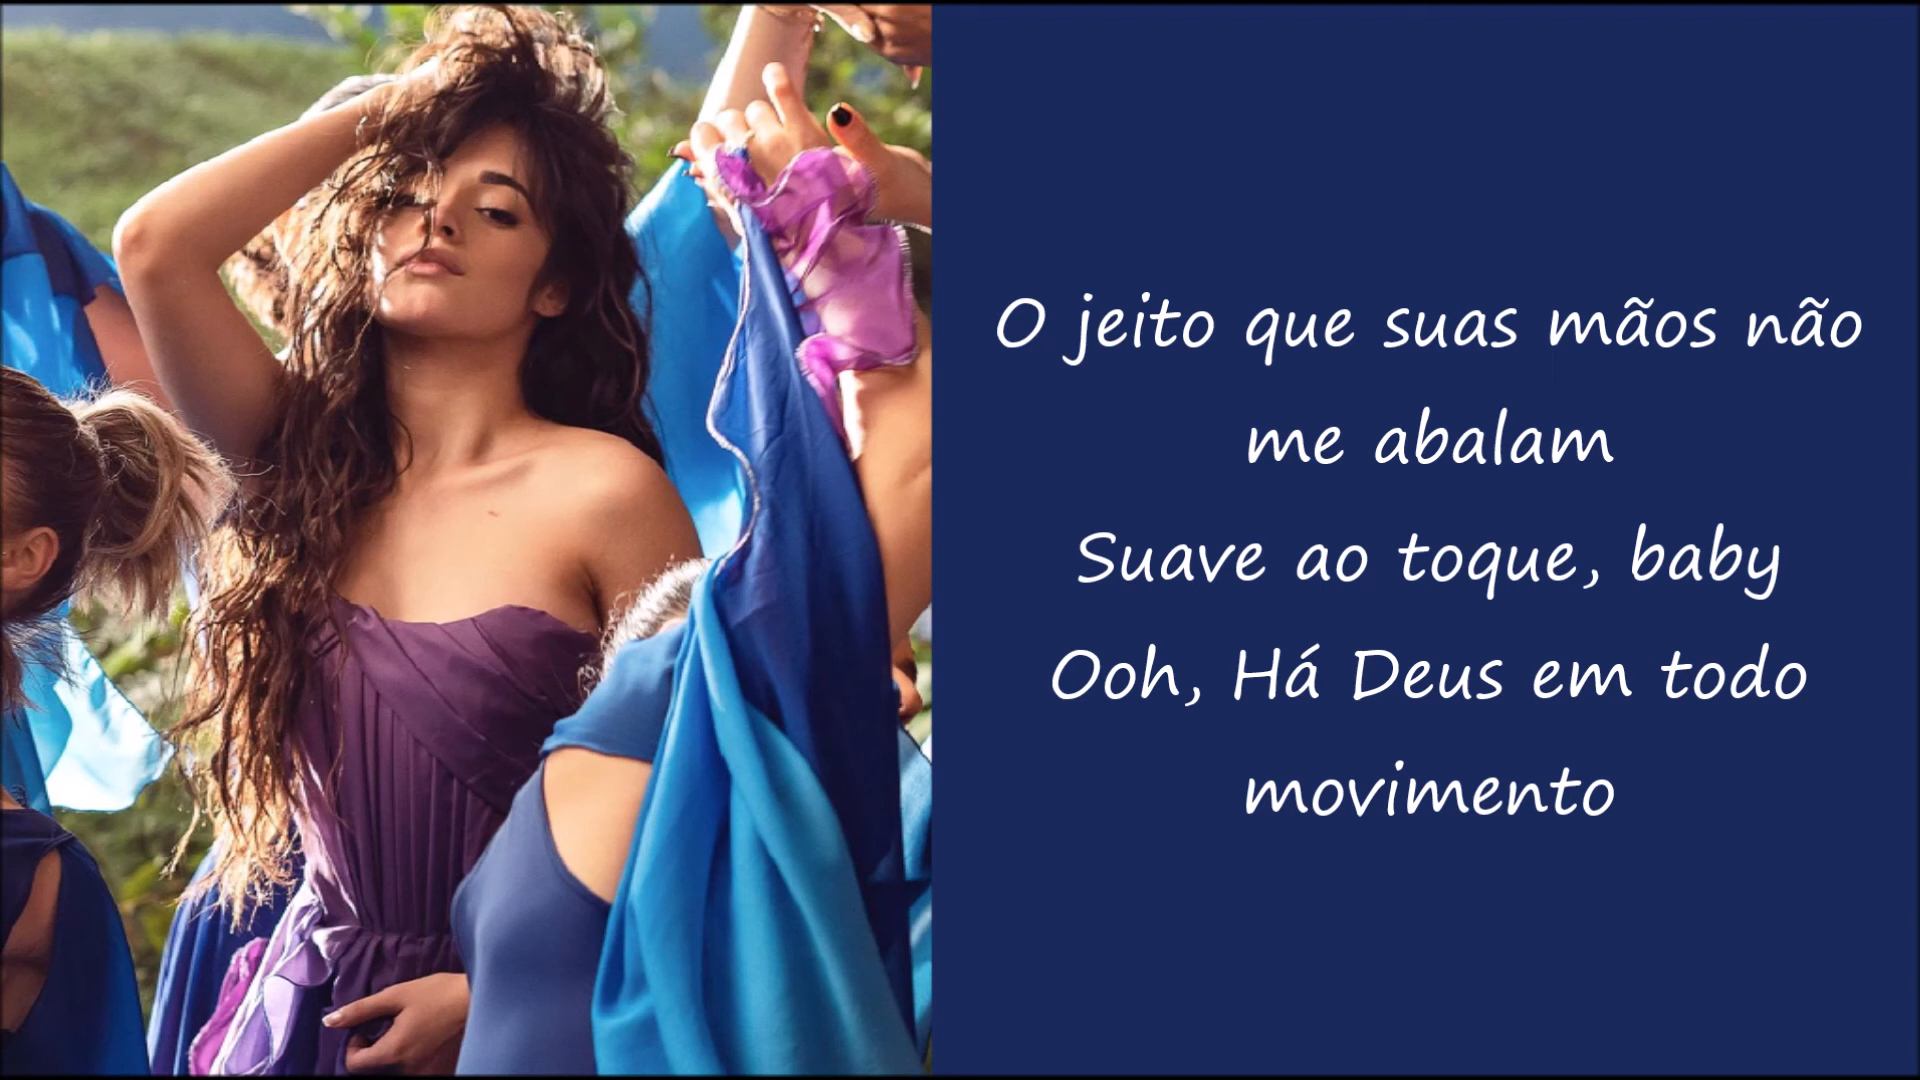 O jeito que suas mãos não
me abalam
Suave ao toque, baby
Ooh, Há Deus em todo
movimento